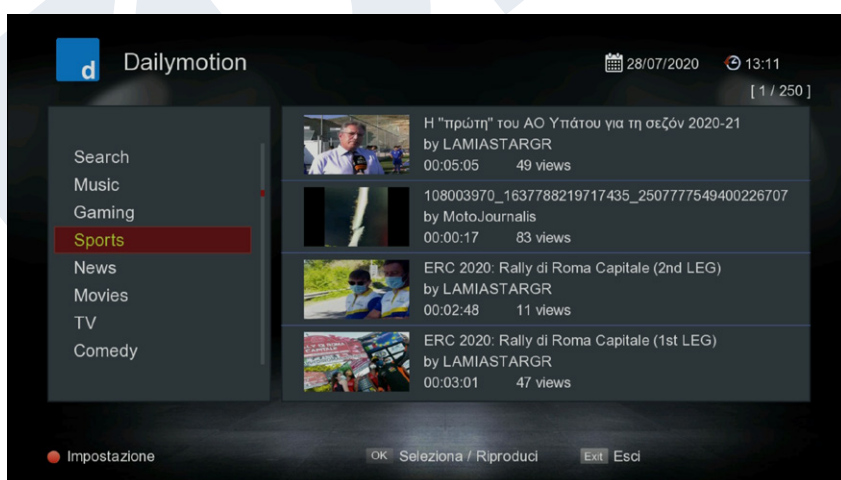 d Dailymotion
28/07/2020 13:11
[ 1 / 250 ]
Search
Music
Gaming
Sports
News
Movies
TV
Comedy
Η "πρώτη" του ΑΟ Υπάτου για τη σεζόν 2020-21
by LAMIASTARGR
00:05:05 49 views
108003970_1637788219717435_2507777549400226707
by MotoJournalis
00:00:17 83 views
ERC 2020: Rally di Roma Capitale (2nd LEG)
by LAMIASTARGR
00:02:48 11 views
ERC 2020: Rally di Roma Capitale (1st LEG)
by LAMIASTARGR
00:03:01 47 views
Impostazione
OK Seleziona / Riproduci
Exit Esci